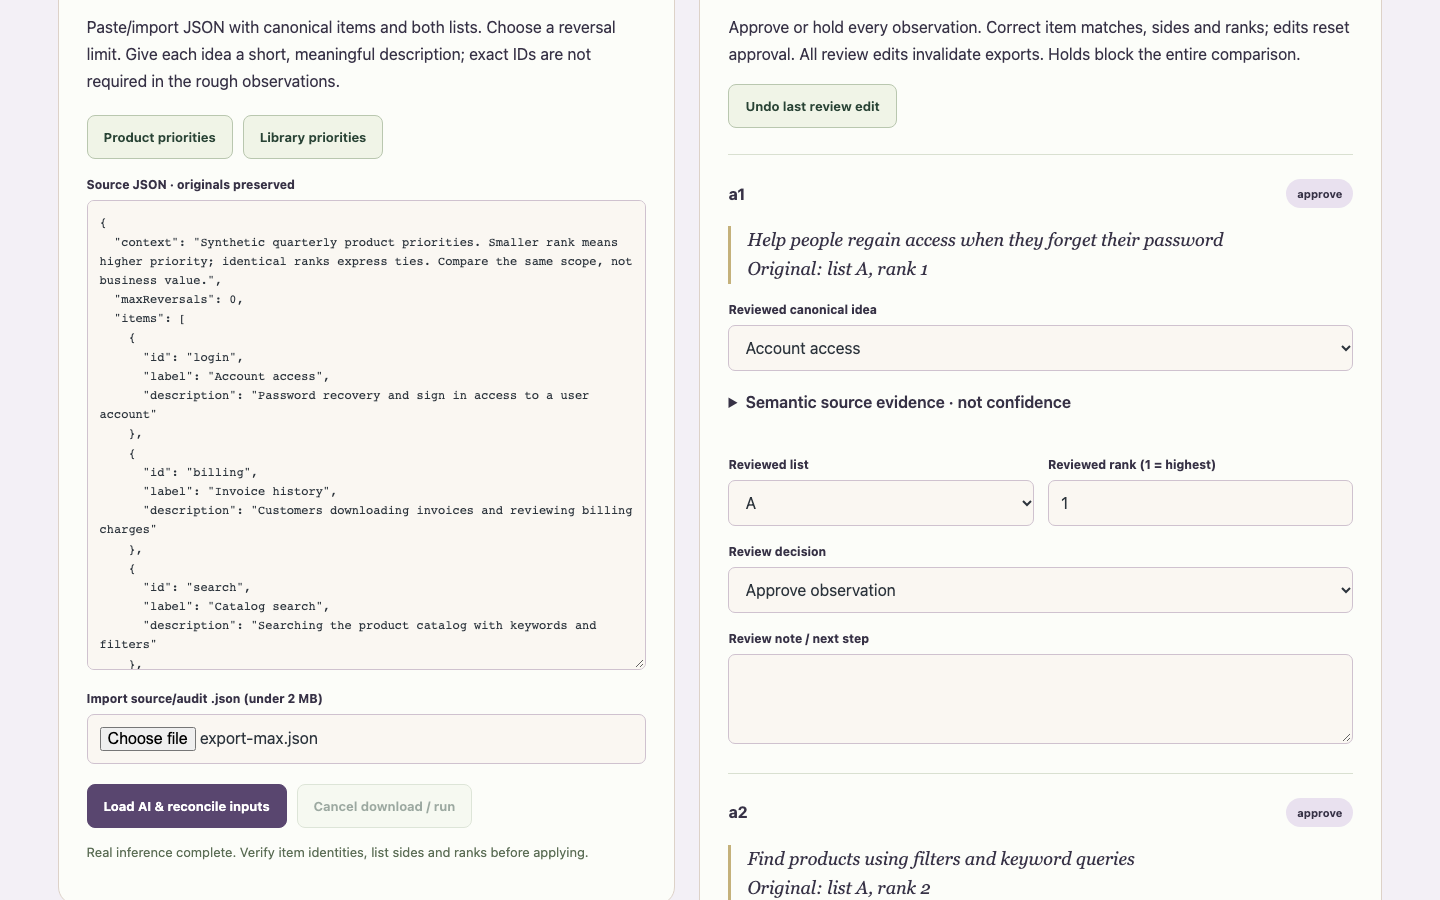 Paste/import JSON with canonical items and both lists. Choose a reversal
limit. Give each idea a short, meaningful description; exact IDs are not
required in the rough observations.
Product priorities
Library priorities
Source JSON · originals preserved
{
"context": "Synthetic quarterly product priorities. Smaller rank means
higher priority; identical ranks express ties. Compare the same scope, not
business value.",
"maxReversals": 0,
"items": [
{
"id": "login",
"label": "Account access",
"description": "Password recovery and sign in access to a user
account"
},
{
"id": "billing",
"label": "Invoice history",
"description": "Customers downloading invoices and reviewing billing
charges"
},
{
"id": "search",
"label": "Catalog search",
"description": "Searching the product catalog with keywords and
filters"
},
Import source/audit .json (under 2 MB)
Choose file export-max.json
Load AI & reconcile inputs
Cancel download / run
Real inference complete. Verify item identities, list sides and ranks before applying.
Approve or hold every observation. Correct item matches, sides and ranks; edits reset
approval. All review edits invalidate exports. Holds block the entire comparison.
Undo last review edit
a1
approve
Help people regain access when they forget their password
Original: list A, rank 1
Reviewed canonical idea
Account access
Semantic source evidence · not confidence
Reviewed list
Reviewed rank (1 = highest)
A
1
Review decision
Approve observation
Review note / next step
a2
approve
Find products using filters and keyword queries
Original: list A, rank 2